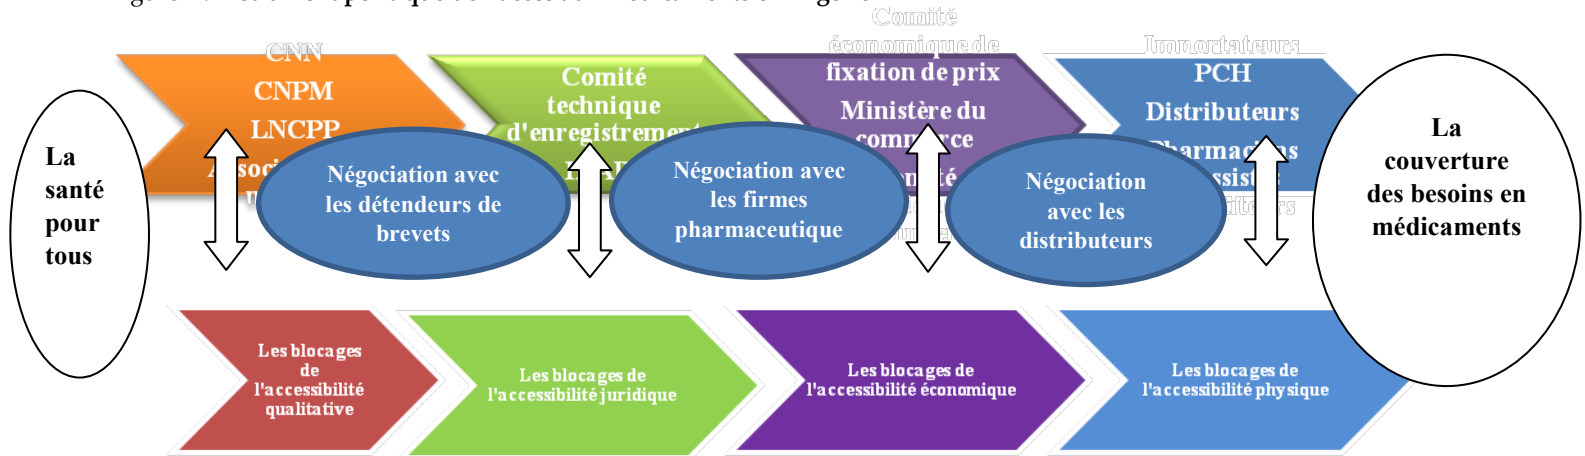 La
santé
pour
tous
CNN
CNPM
LNCPP
Comité
technique
d'enregistrement
Comité
économique de
fixation de prix
Ministère du
commerce
Importateurs
PCH
Distributeurs
Négociation avec
les détendeurs de
brevets
Négociation avec
les firmes
pharmaceutique
Négociation
avec les
distributeurs
La
couverture
des besoins en
médicaments
Les blocages
de
l'accessibilité
qualitative
Les blocages de
l'accessibilité juridique
Les blocages de
l'accessibilité économique
Les blocages de
l'accessibilité physique